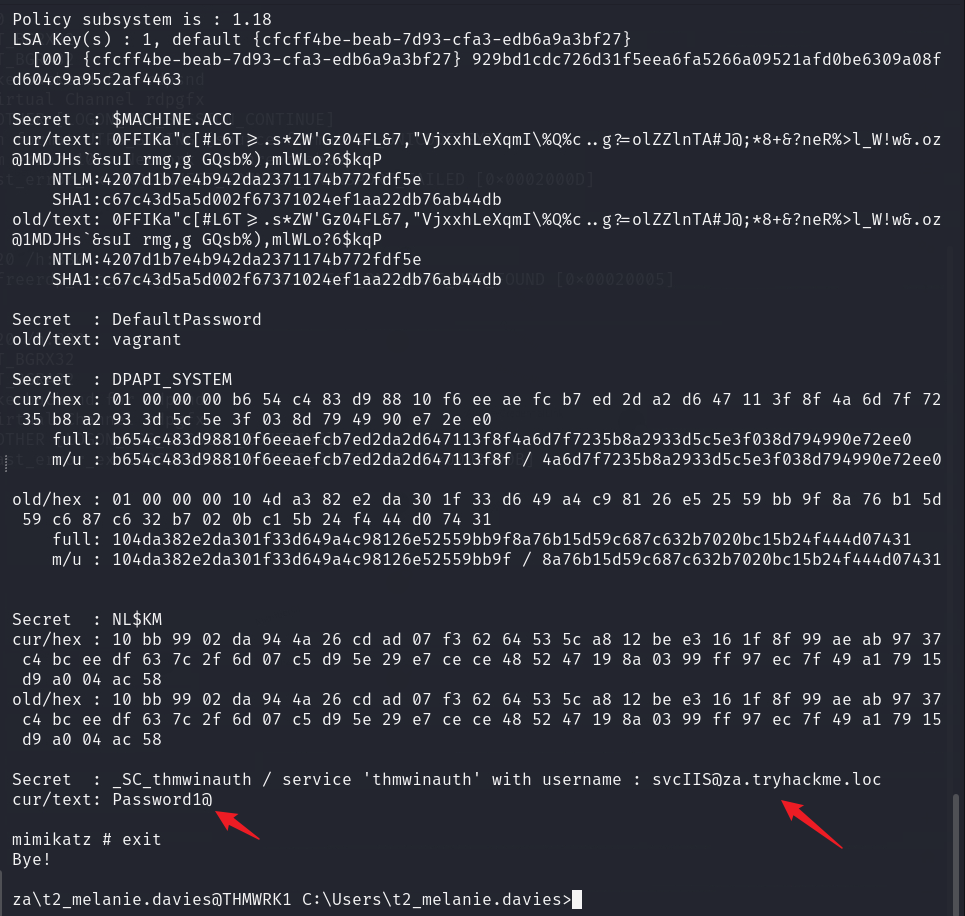 Policy subsystem is : 1.18
LSA Key(s) : 1, default {cfcff4be-beab-7d93-cfa3-edb6a9a3bf27}
  [00] {cfcff4be-beab-7d93-cfa3-edb6a9a3bf27} 929bd1cdc726d31f5eea6fa5266a09521afd0be6309a08f
d604c9a95c2af4463

Secret  : $MACHINE.ACC
cur/text: 0FFIKa"c[#L6T>.s*ZW'Gz04FL&7,"VjxxhLeXqmI\%Q%c..g?=olZZlnTA#J@;*8+&?neR%>l_W!w&.oz
@1MDJHs`&suI rmg,g GQsb%),mlWLo?6$kqP
    NTLM:4207d1b7e4b942da2371174b772fdf5e
    SHA1:c67c43d5a5d002f67371024ef1aa22db76ab44db
old/text: 0FFIKa"c[#L6T>.s*ZW'Gz04FL&7,"VjxxhLeXqmI\%Q%c..g?=olZZlnTA#J@;*8+&?neR%>l_W!w&.oz
@1MDJHs`&suI rmg,g GQsb%),mlWLo?6$kqP
    NTLM:4207d1b7e4b942da2371174b772fdf5e
    SHA1:c67c43d5a5d002f67371024ef1aa22db76ab44db

Secret  : DefaultPassword
old/text: vagrant

Secret  : DPAPI_SYSTEM
cur/hex : 01 00 00 00 b6 54 c4 83 d9 88 10 f6 ee ae fc b7 ed 2d a2 d6 47 11 3f 8f 4a 6d 7f 72
 35 b8 a2 93 3d 5c 5e 3f 03 8d 79 49 90 e7 2e e0
    full: b654c483d98810f6eeaefcb7ed2da2d647113f8f4a6d7f7235b8a2933d5c5e3f038d794990e72ee0
    m/u : b654c483d98810f6eeaefcb7ed2da2d647113f8f / 4a6d7f7235b8a2933d5c5e3f038d794990e72ee0

old/hex : 01 00 00 00 10 4d a3 82 e2 da 30 1f 33 d6 49 a4 c9 81 26 e5 25 59 bb 9f 8a 76 b1 5d
 59 c6 87 c6 32 b7 02 0b c1 5b 24 f4 44 d0 74 31
    full: 104da382e2da301f33d649a4c98126e52559bb9f8a76b15d59c687c632b7020bc15b24f444d07431
    m/u : 104da382e2da301f33d649a4c98126e52559bb9f / 8a76b15d59c687c632b7020bc15b24f444d07431

Secret  : NL$KM
cur/hex : 10 bb 99 02 da 94 4a 26 cd ad 07 f3 62 64 53 5c a8 12 be e3 16 1f 8f 99 ae ab 97 37
 c4 bc ee df 63 7c 2f 6d 07 c5 d9 5e 29 e7 ce ce 48 52 47 19 8a 03 99 ff 97 ec 7f 49 a1 79 15
 d9 a0 04 ac 58
old/hex : 10 bb 99 02 da 94 4a 26 cd ad 07 f3 62 64 53 5c a8 12 be e3 16 1f 8f 99 ae ab 97 37
 c4 bc ee df 63 7c 2f 6d 07 c5 d9 5e 29 e7 ce ce 48 52 47 19 8a 03 99 ff 97 ec 7f 49 a1 79 15
 d9 a0 04 ac 58

Secret  : _SC_thmwinauth / service 'thmwinauth' with username : svcIIS@za.tryhackme.loc
cur/text: Password1@

mimikatz # exit
Bye!

za\t2_melanie.davies@THMWRK1 C:\Users\t2_melanie.davies>